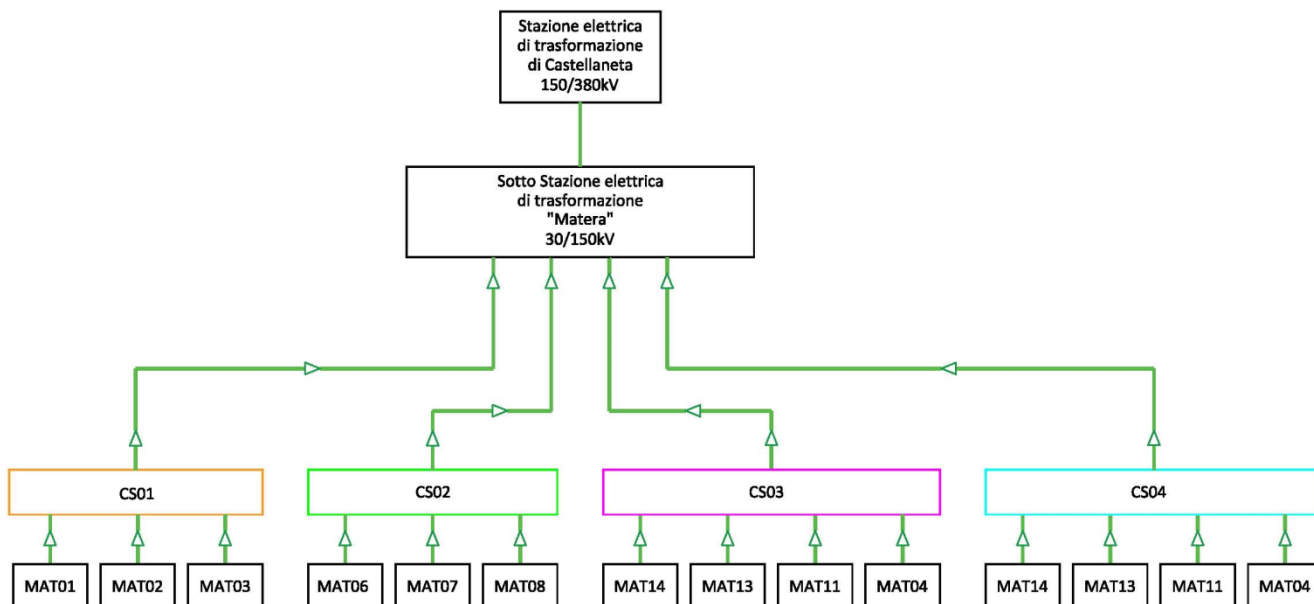 Stazione elettrica
di trasformazione
di Castellaneta
150/380kV
Sotto Stazione elettrica
di trasformazione
"Matera"
30/150kV
CS01
CS02
CS03
CS04
MAT01
MAT02
MAT03
MAT06
MAT07
MAT08
MAT14
MAT13
MAT11
MAT04
MAT14
MAT13
MAT11
MAT04